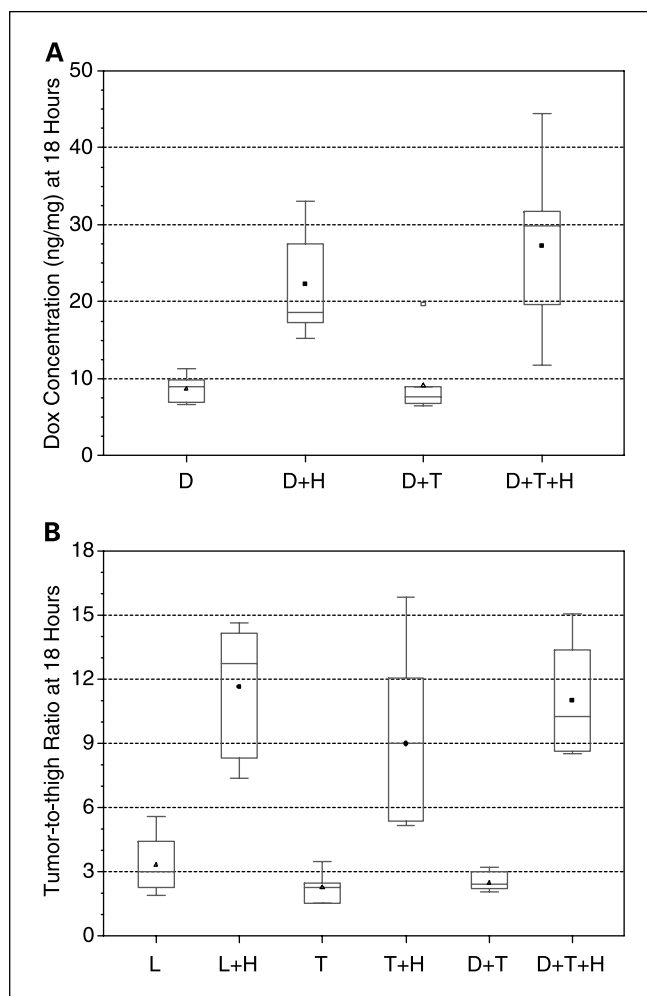 A
Dox Concentration (ng/mg) at 18 Hours
50
40
30
20
10
0
D D+H D+T D+T+H
B
Tumor-to-thigh Ratio at 18 Hours
18
15
12
9
6
3
0
L L+H T T+H D+T D+T+H